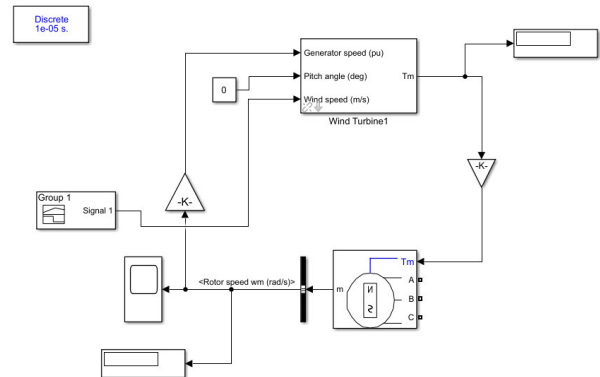 Discrete
1e-05 s.
Generator speed (pu)
Pitch angle (deg)
Tm
Wind speed (m/s)
Wind Turbine1
0
-K-
Group 1
Signal 1
-K-
Tm
<Rotor speed wm (rad/s)>
m
A
B
C
N
S